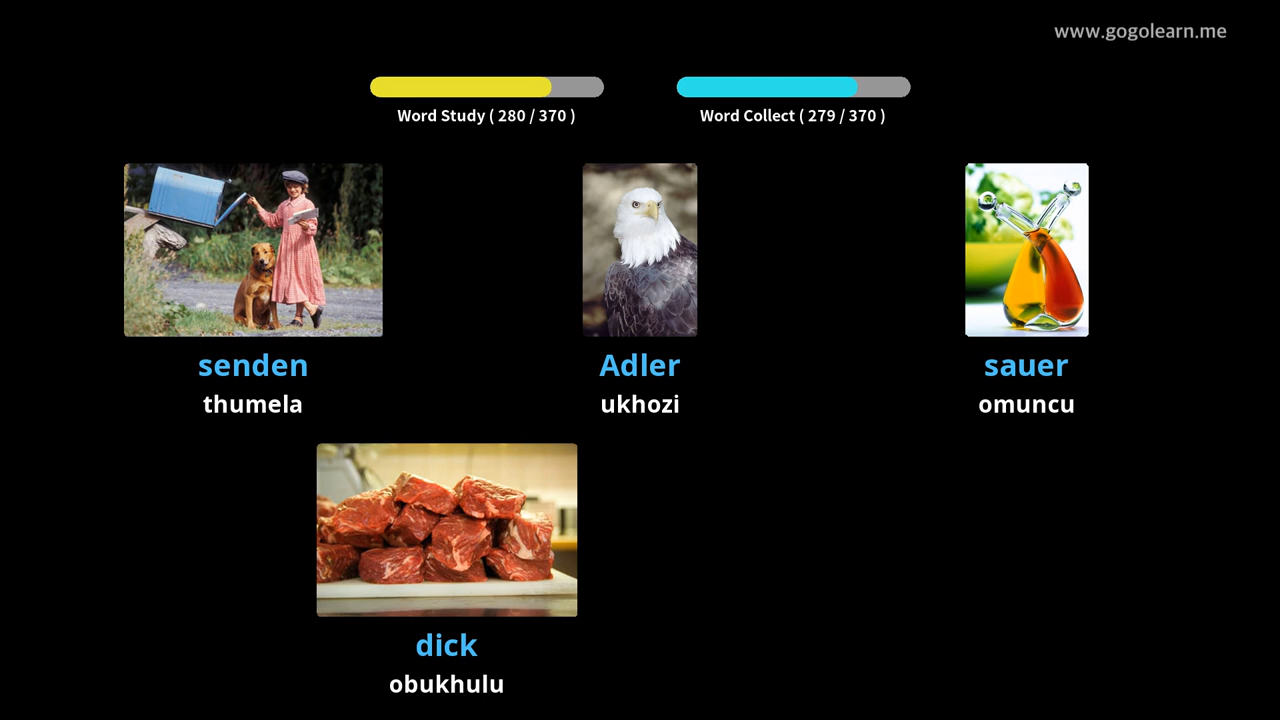 www.gogolearn.me
Word Study ( 280 / 370 )
Word Collect ( 279 / 370 )
senden
thumela
Adler
ukhozi
sauer
omuncu
dick
obukhulu